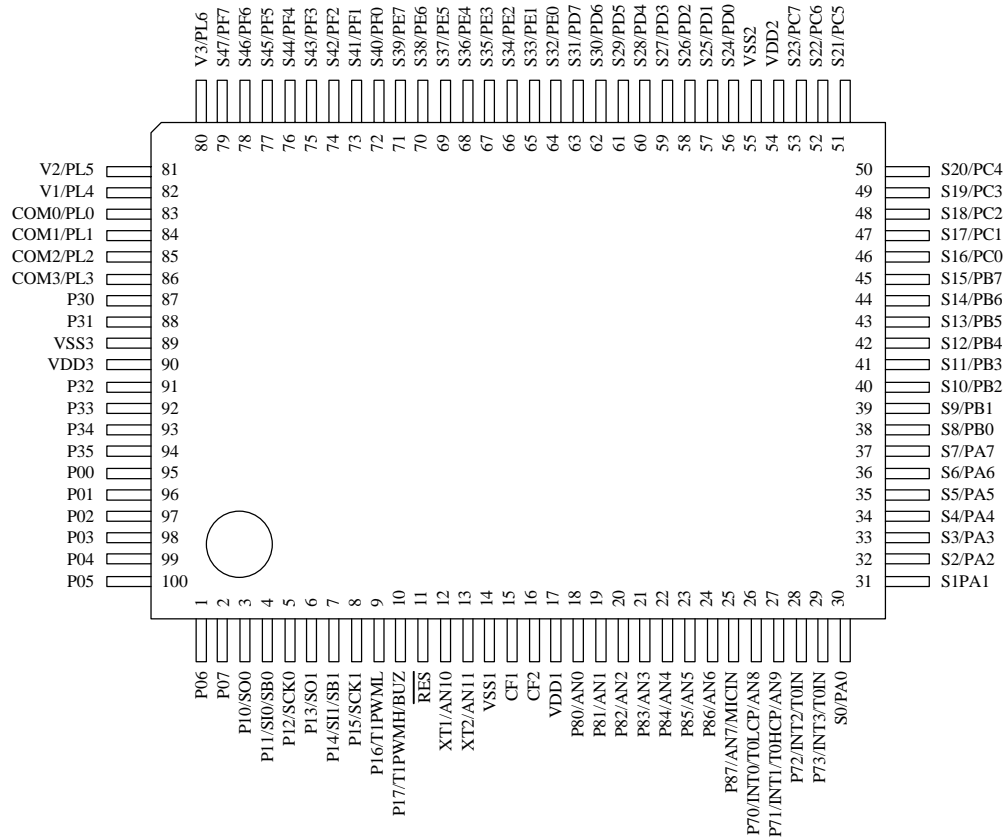 V3/PL6
S47/PF7
S46/PF6
S45/PF5
S44/PF4
S43/PF3
S42/PF2
S41/PF1
S40/PF0
S39/PE7
S38/PE6
S37/PE5
S36/PE4
S35/PE3
S34/PE2
S33/PE1
S32/PE0
S31/PD7
S30/PD6
S29/PD5
S28/PD4
S27/PD3
S26/PD2
S25/PD1
S24/PD0
VSS2
VDD2
S23/PC7
S22/PC6
S21/PC5
80
79
78
77
76
75
74
73
72
71
70
69
68
67
66
65
64
63
62
61
60
59
58
57
56
55
54
53
52
51
V2/PL5 81
V1/PL4 82
COM0/PL0 83
COM1/PL1 84
COM2/PL2 85
COM3/PL3 86
P30 87
P31 88
VSS3 89
VDD3 90
P32 91
P33 92
P34 93
P35 94
P00 95
P01 96
P02 97
P03 98
P04 99
P05 100
50 S20/PC4
49 S19/PC3
48 S18/PC2
47 S17/PC1
46 S16/PC0
45 S15/PB7
44 S14/PB6
43 S13/PB5
42 S12/PB4
41 S11/PB3
40 S10/PB2
39 S9/PB1
38 S8/PB0
37 S7/PA7
36 S6/PA6
35 S5/PA5
34 S4/PA4
33 S3/PA3
32 S2/PA2
31 S1PA1
1
2
3
4
5
6
7
8
9
10
11
12
13
14
15
16
17
18
19
20
21
22
23
24
25
26
27
28
29
30
P06
P07
P10/SO0
P11/SI0/SB0
P12/SCK0
P13/SO1
P14/SI1/SB1
P15/SCK1
P16/T1PWML
P17/T1PWMH/BUZ
RES
XT1/AN10
XT2/AN11
VSS1
CF1
CF2
VDD1
P80/AN0
P81/AN1
P82/AN2
P83/AN3
P84/AN4
P85/AN5
P86/AN6
P87/AN7/MICIN
P70/INT0/T0LCP/AN8
P71/INT1/T0HCP/AN9
P72/INT2/T0IN
P73/INT3/T0IN
S0/PA0